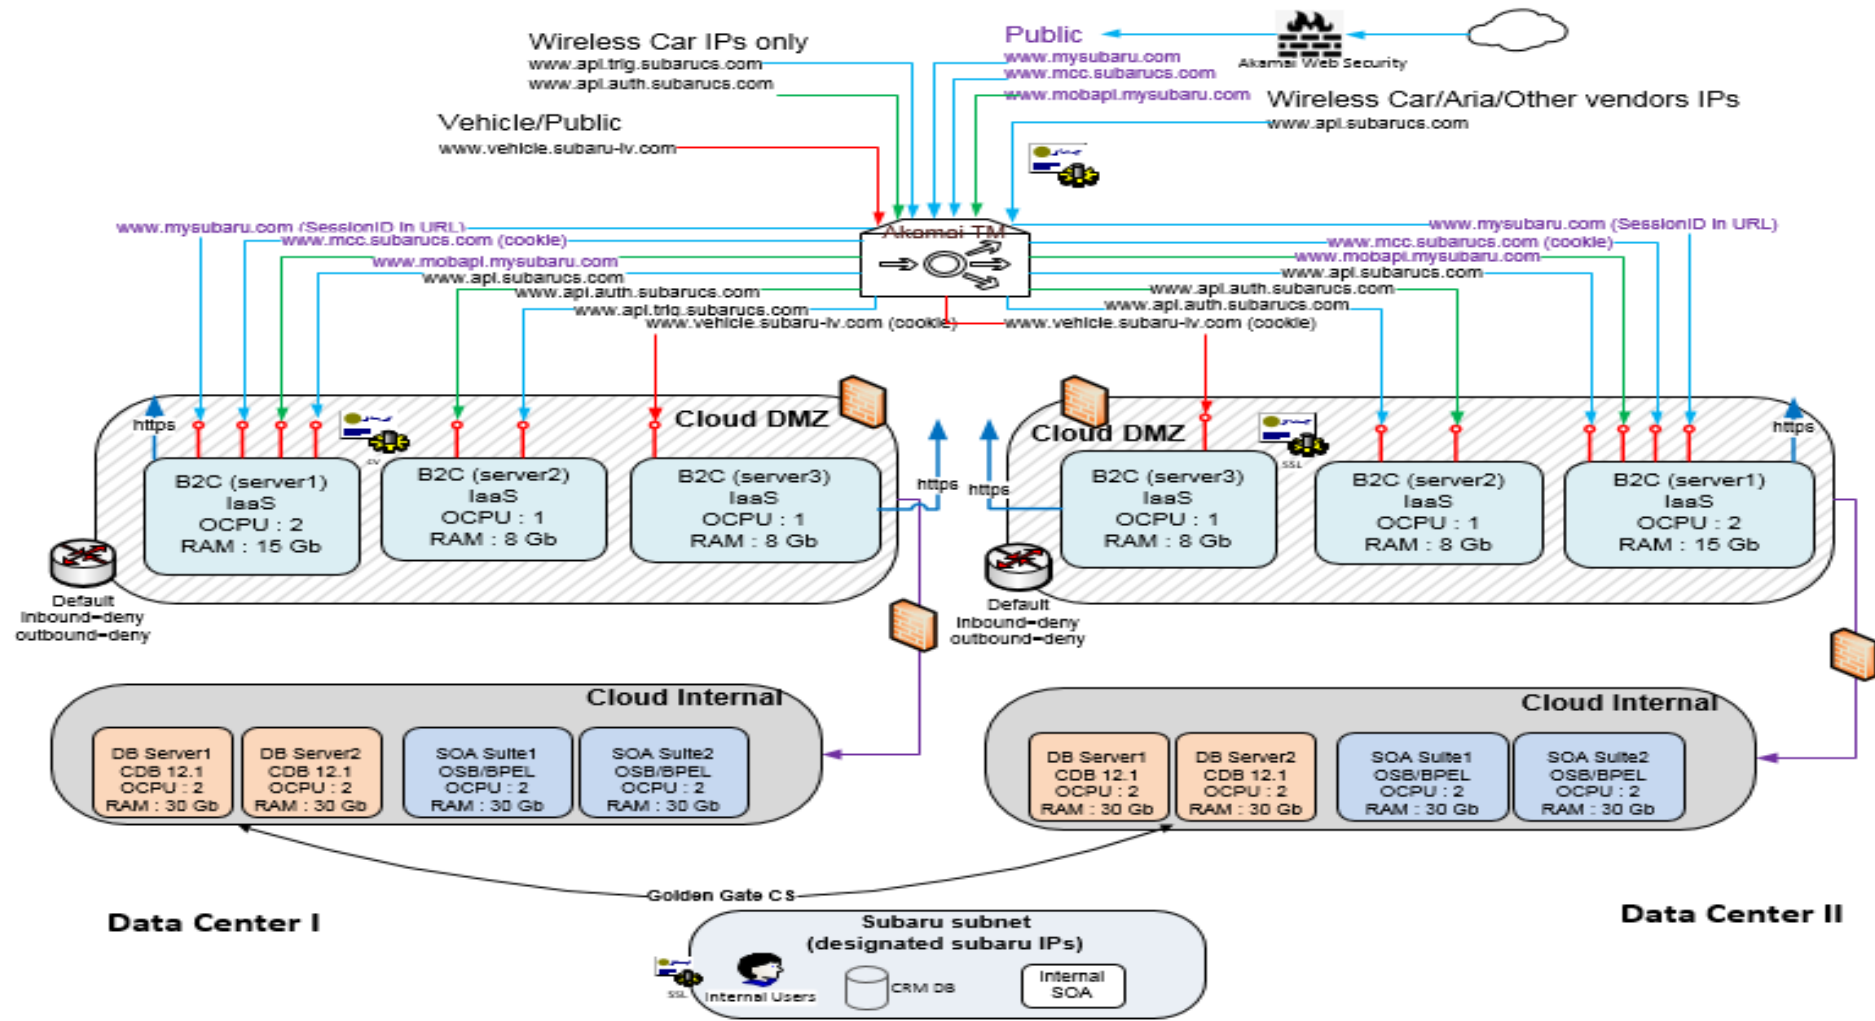 Wireless Car IPs only
www.api.trig.subarucs.com
www.api.auth.subarucs.com
Public
www.mysubaru.com
www.mcc.subarucs.com
www.mobapi.mysubaru.com
Akamai Web Security
Wireless Car/Aria/Other vendors IPs
www.api.subarucs.com
Vehicle/Public
www.vehicle.subaru-iv.com
Akamai TM
www.mysubaru.com (SessionID in URL)
www.mcc.subarucs.com (cookie)
www.mobapi.mysubaru.com
www.api.subarucs.com
www.api.auth.subarucs.com
www.api.trig.subarucs.com
www.vehicle.subaru-iv.com (cookie)
www.mysubaru.com (SessionID in URL)
www.mcc.subarucs.com (cookie)
www.mobapi.mysubaru.com
www.api.subarucs.com
www.api.auth.subarucs.com
www.api.auth.subarucs.com
www.vehicle.subaru-iv.com (cookie)
https
Cloud DMZ
B2C (server1)
IaaS
OCPU : 2
RAM : 15 Gb
B2C (server2)
IaaS
OCPU : 1
RAM : 8 Gb
B2C (server3)
IaaS
OCPU : 1
RAM : 8 Gb
https
Default
inbound=deny
outbound=deny
https
Cloud DMZ
SSL
https
B2C (server3)
IaaS
OCPU : 1
RAM : 8 Gb
B2C (server2)
IaaS
OCPU : 1
RAM : 8 Gb
B2C (server1)
IaaS
OCPU : 2
RAM : 15 Gb
Default
inbound=deny
outbound=deny
Cloud Internal
DB Server1
CDB 12.1
OCPU : 2
RAM : 30 Gb
DB Server2
CDB 12.1
OCPU : 2
RAM : 30 Gb
SOA Suite1
OSB/BPEL
OCPU : 2
RAM : 30 Gb
SOA Suite2
OSB/BPEL
OCPU : 2
RAM : 30 Gb
Cloud Internal
DB Server1
CDB 12.1
OCPU : 2
RAM : 30 Gb
DB Server2
CDB 12.1
OCPU : 2
RAM : 30 Gb
SOA Suite1
OSB/BPEL
OCPU : 2
RAM : 30 Gb
SOA Suite2
OSB/BPEL
OCPU : 2
RAM : 30 Gb
Golden Gate CS
Data Center I
Data Center II
Subaru subnet
(designated subaru IPs)
SSL
Internal Users
CRM DB
Internal
SOA